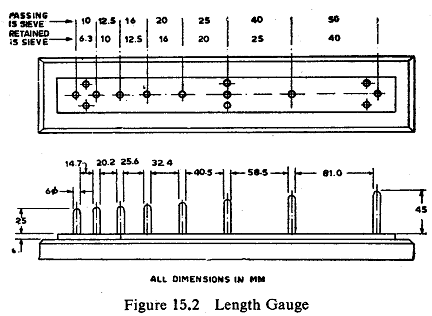 PASSING IS SIEVE 10 12.5 16 20 25 40 50
RETAINED IS SIEVE 6.3 10 12.5 16 20 25 40
14.7 20.2 25.6 32.4 40.5 58.5 81.0
6φ
25
45
ALL DIMENSIONS IN MM
Figure 15.2 Length Gauge